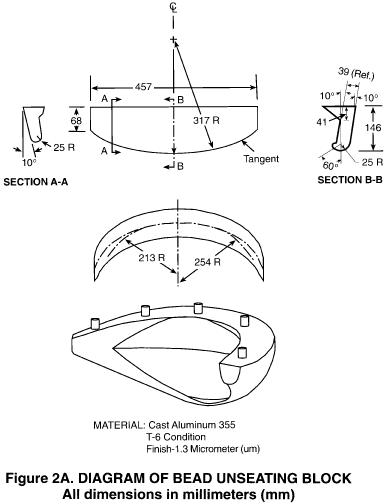 ℄
457
39 (Ref.)
A
B
10°
10°
68
41
146
317 R
25 R
A
B
Tangent
10°
60°
25 R
SECTION A-A
SECTION B-B
213 R
254 R
MATERIAL: Cast Aluminum 355
T-6 Condition
Finish-1.3 Micrometer (um)
Figure 2A. DIAGRAM OF BEAD UNSEATING BLOCK
All dimensions in millimeters (mm)